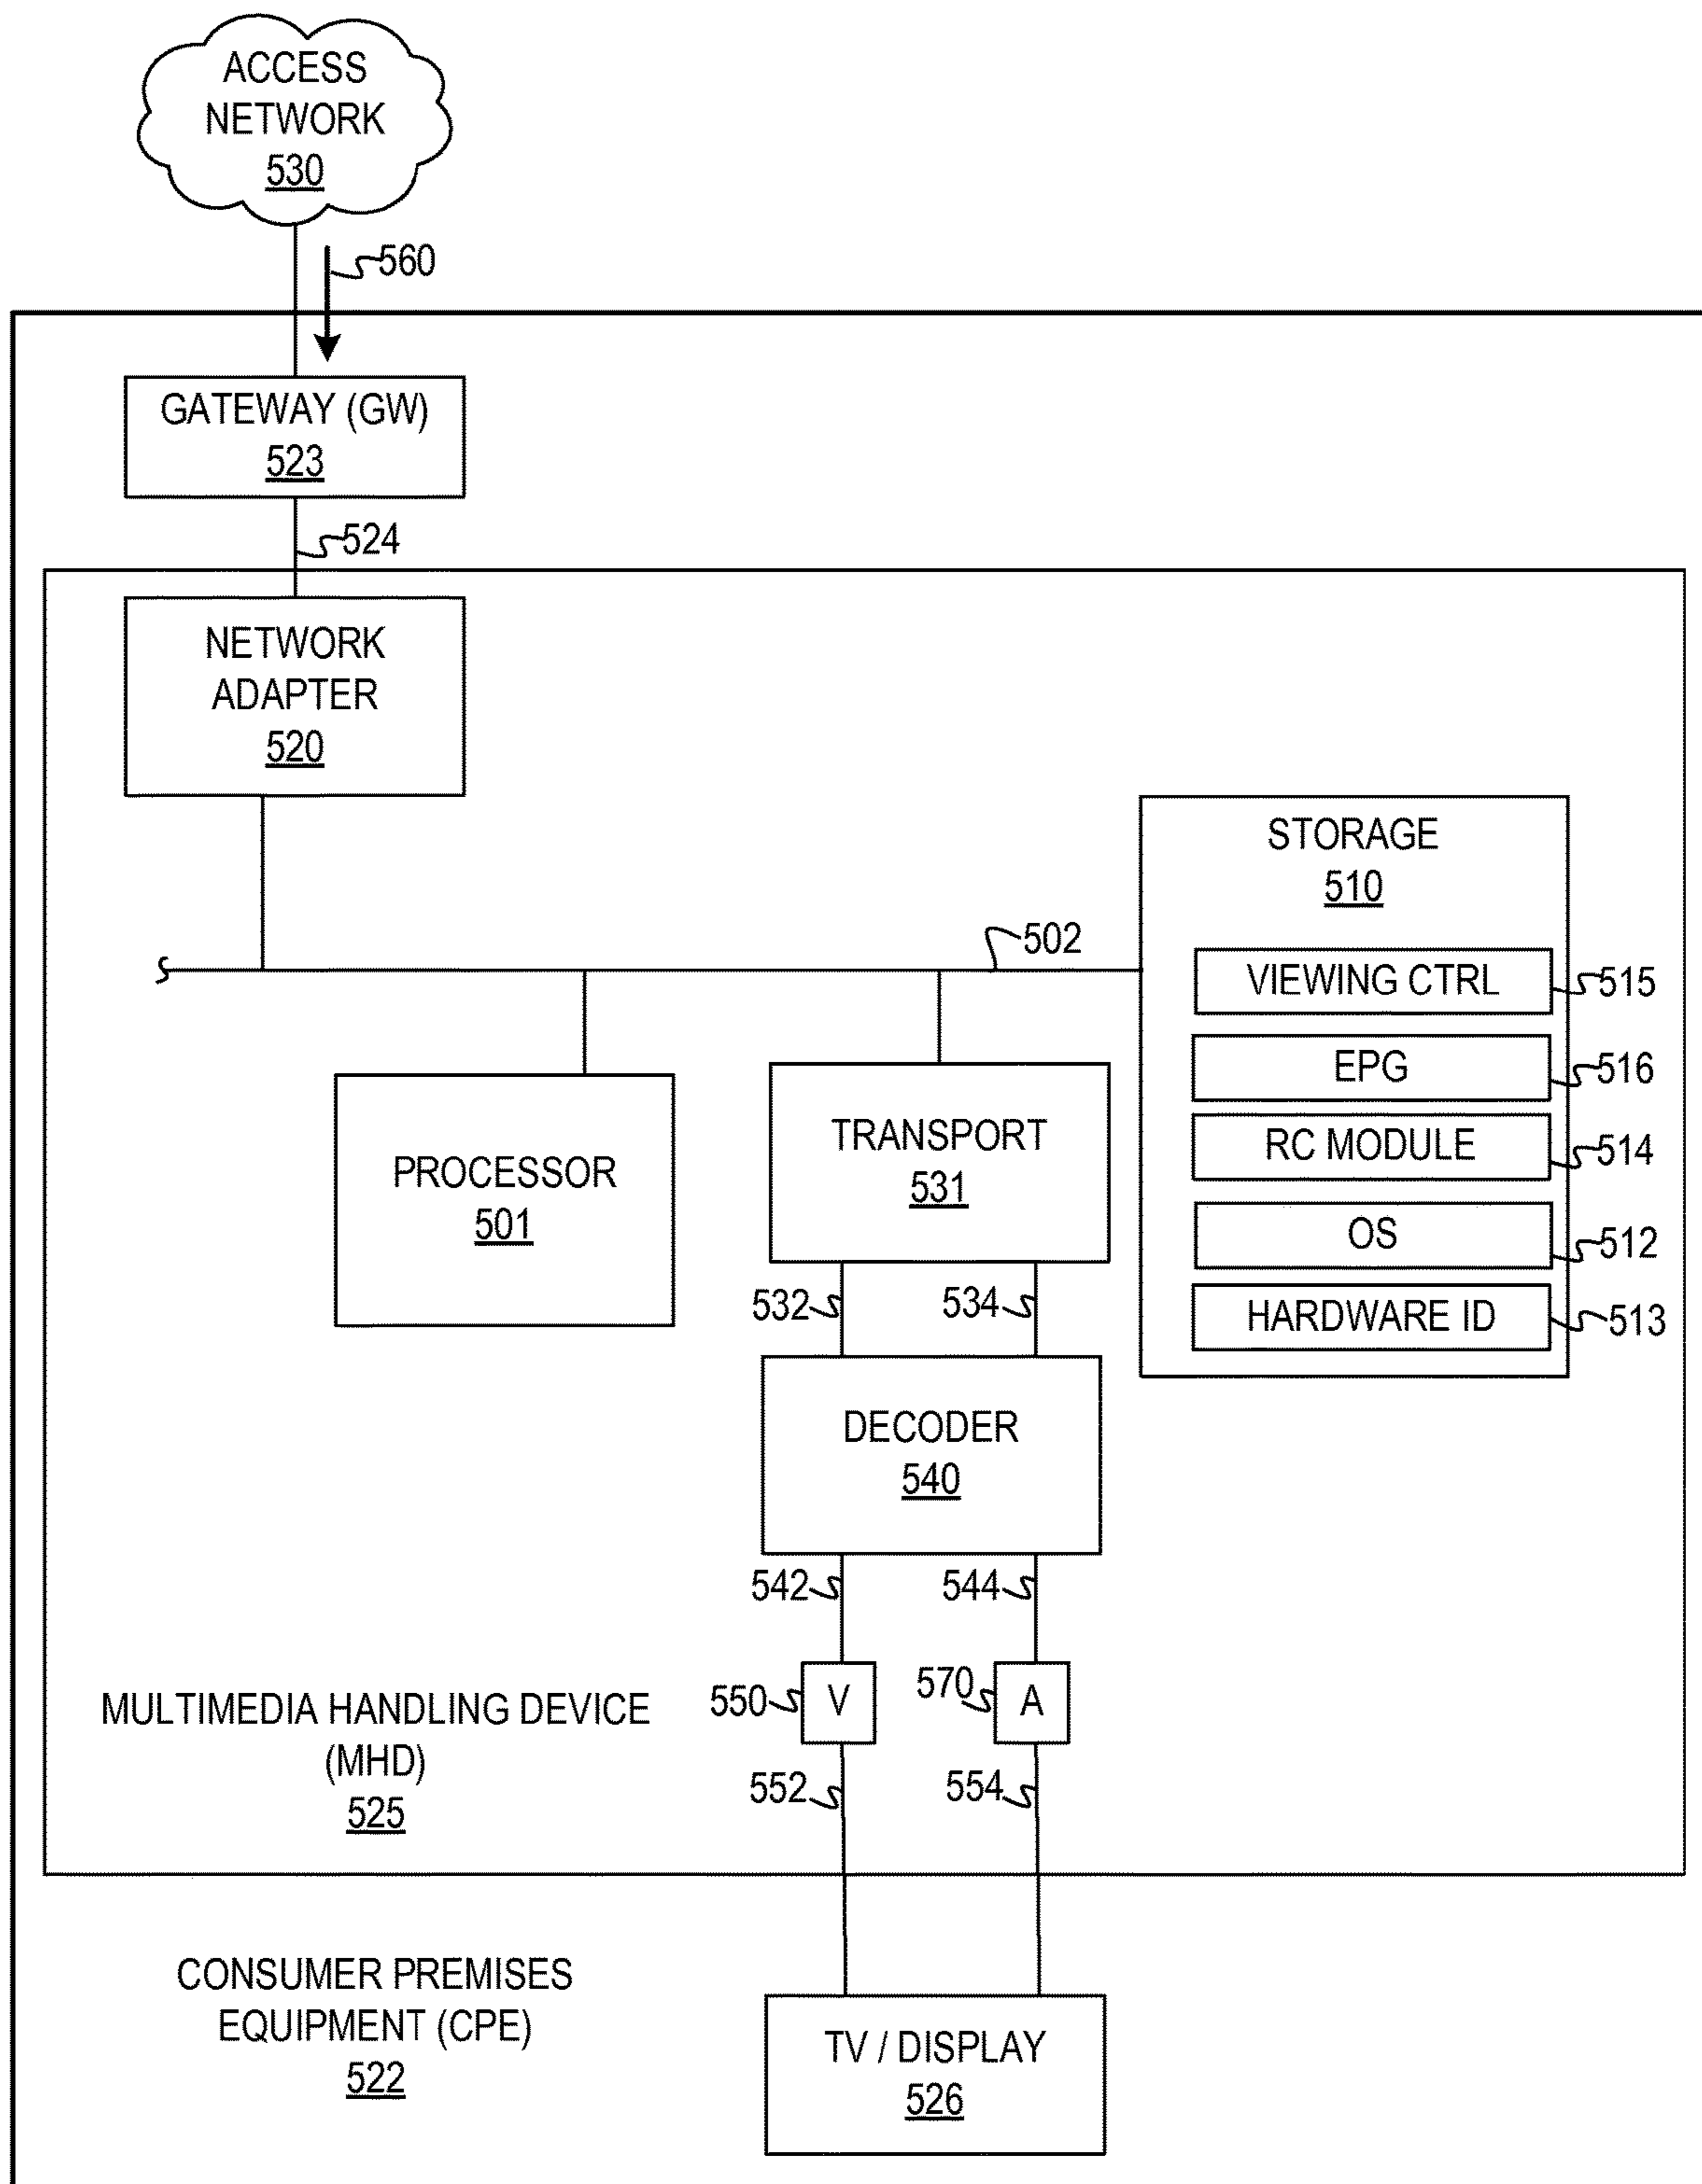 ACCESS
NETWORK
530
560
GATEWAY (GW)
523
524
NETWORK
ADAPTER
520
STORAGE
510
502
VIEWING CTRL
515
EPG
516
RC MODULE
514
OS
512
HARDWARE ID
513
PROCESSOR
501
TRANSPORT
531
532
534
DECODER
540
542
544
550
V
570
A
552
554
MULTIMEDIA HANDLING DEVICE
(MHD)
525
CONSUMER PREMISES
EQUIPMENT (CPE)
522
TV / DISPLAY
526